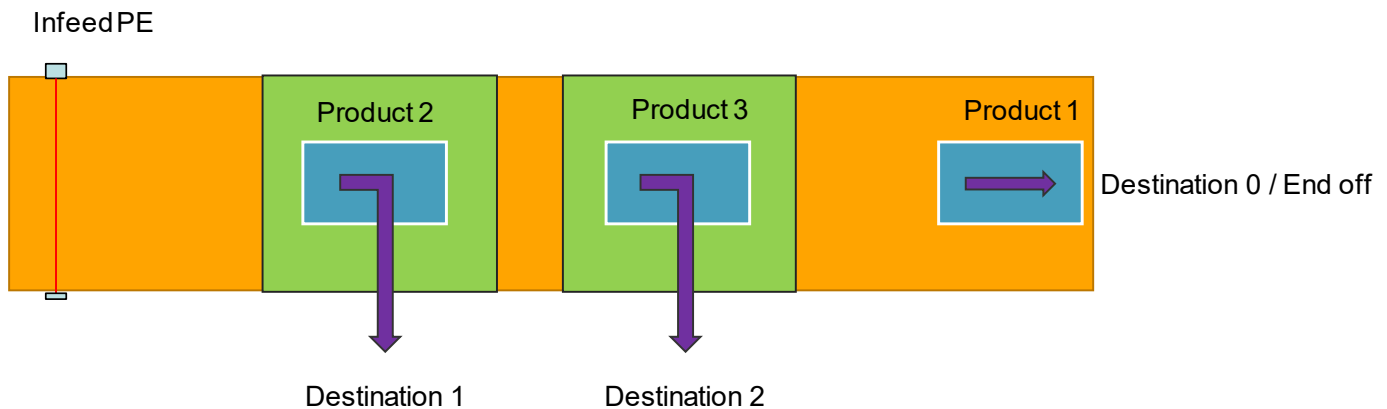 Infeed PE
Product 2
Product 3
Product 1
Destination 0 / End off
Destination 1
Destination 2